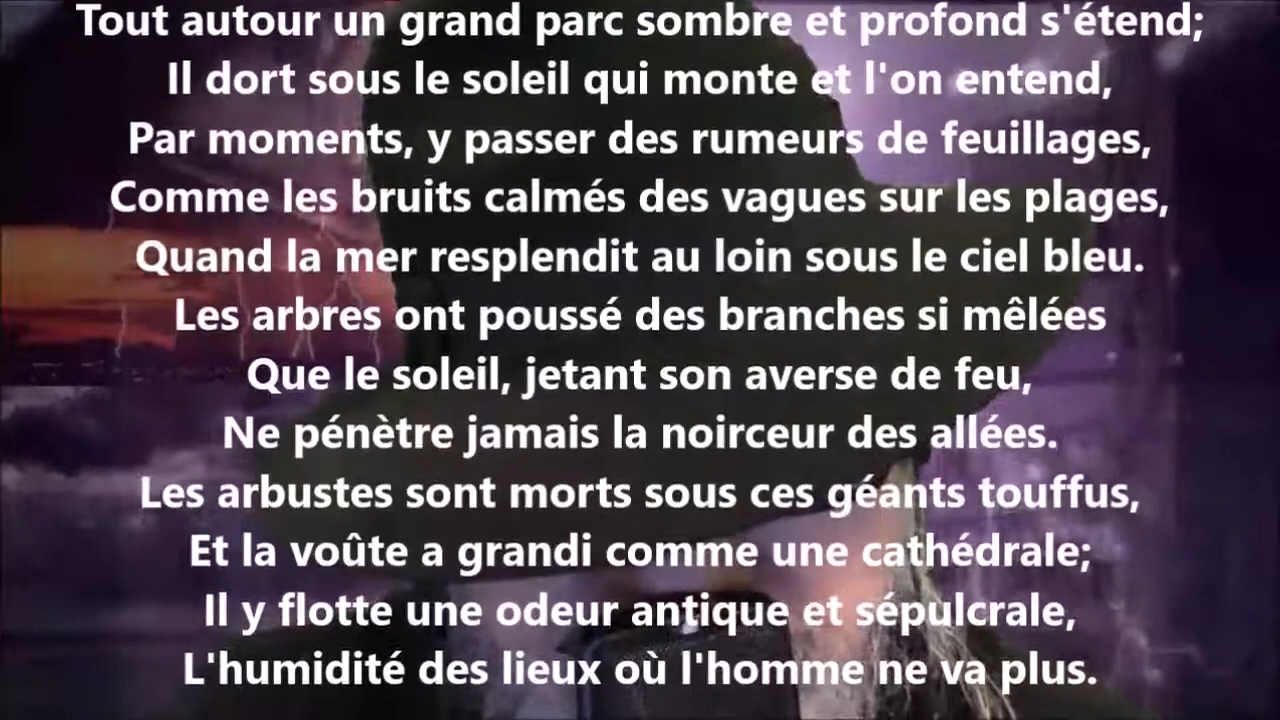 Tout autour un grand parc sombre et profond s'étend;
Il dort sous le soleil qui monte et l'on entend,
Par moments, y passer des rumeurs de feuillages,
Comme les bruits calmés des vagues sur les plages,
Quand la mer resplendit au loin sous le ciel bleu.
Les arbres ont poussé des branches si mêlées
Que le soleil, jetant son averse de feu,
Ne pénètre jamais la noirceur des allées.
Les arbustes sont morts sous ces géants touffus,
Et la voûte a grandi comme une cathédrale;
Il y flotte une odeur antique et sépulcrale,
L'humidité des lieux où l'homme ne va plus.